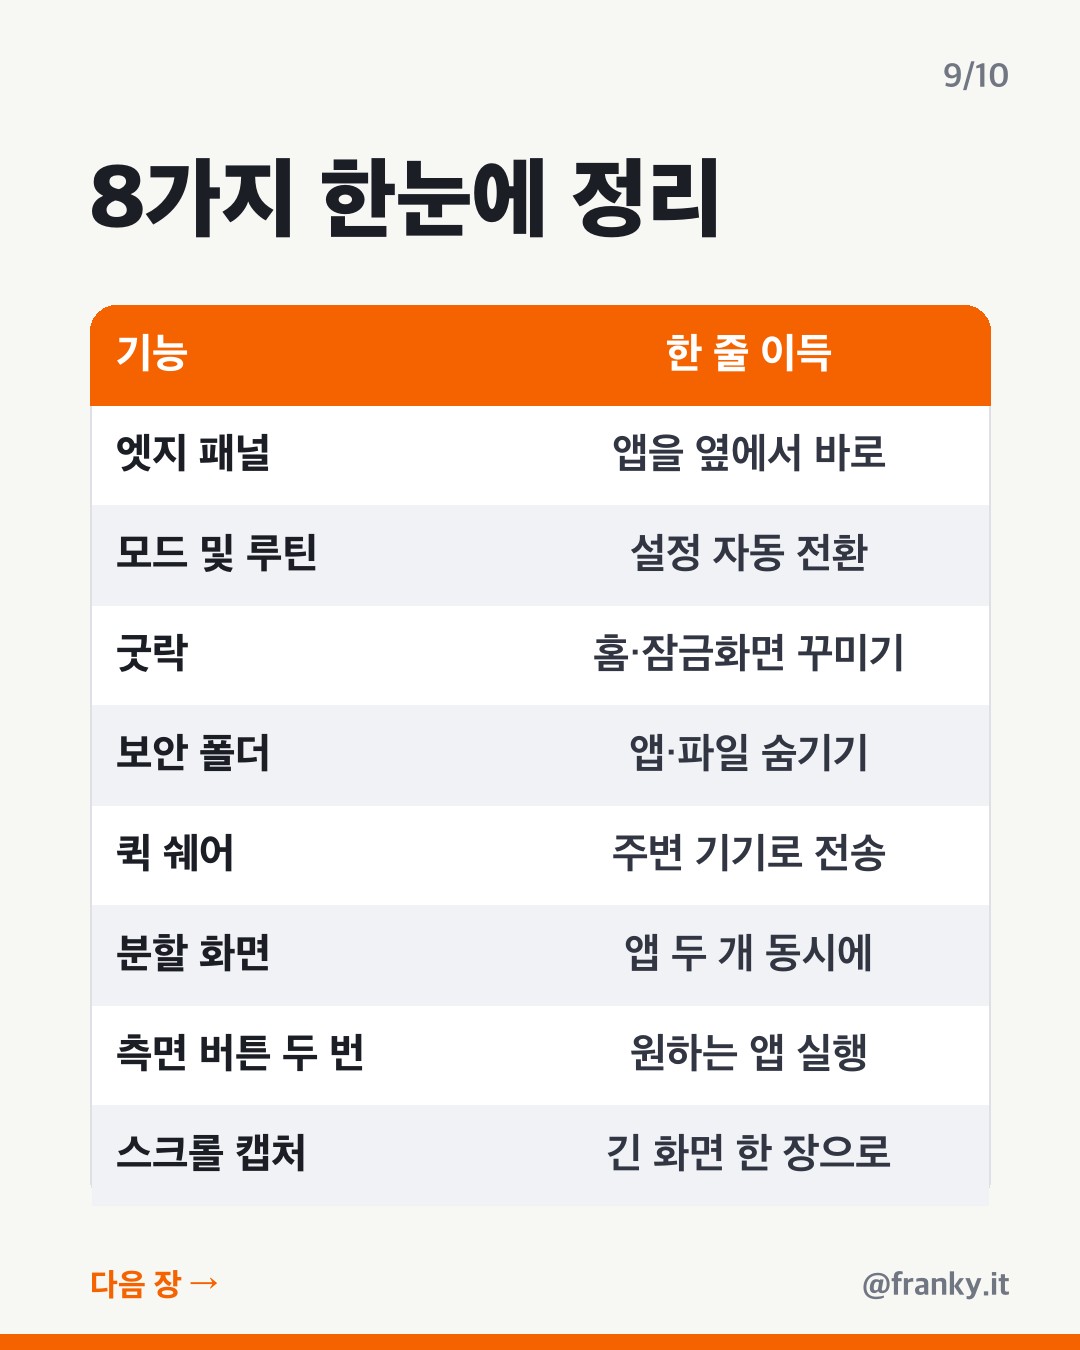 9/10
8가지 한눈에 정리
기능 한 줄 이득
엣지 패널 앱을 옆에서 바로
모드 및 루틴 설정 자동 전환
굿락 홈·잠금화면 꾸미기
보안 폴더 앱·파일 숨기기
퀵 쉐어 주변 기기로 전송
분할 화면 앱 두 개 동시에
측면 버튼 두 번 원하는 앱 실행
스크롤 캡처 긴 화면 한 장으로
다음 장 →
@franky.it